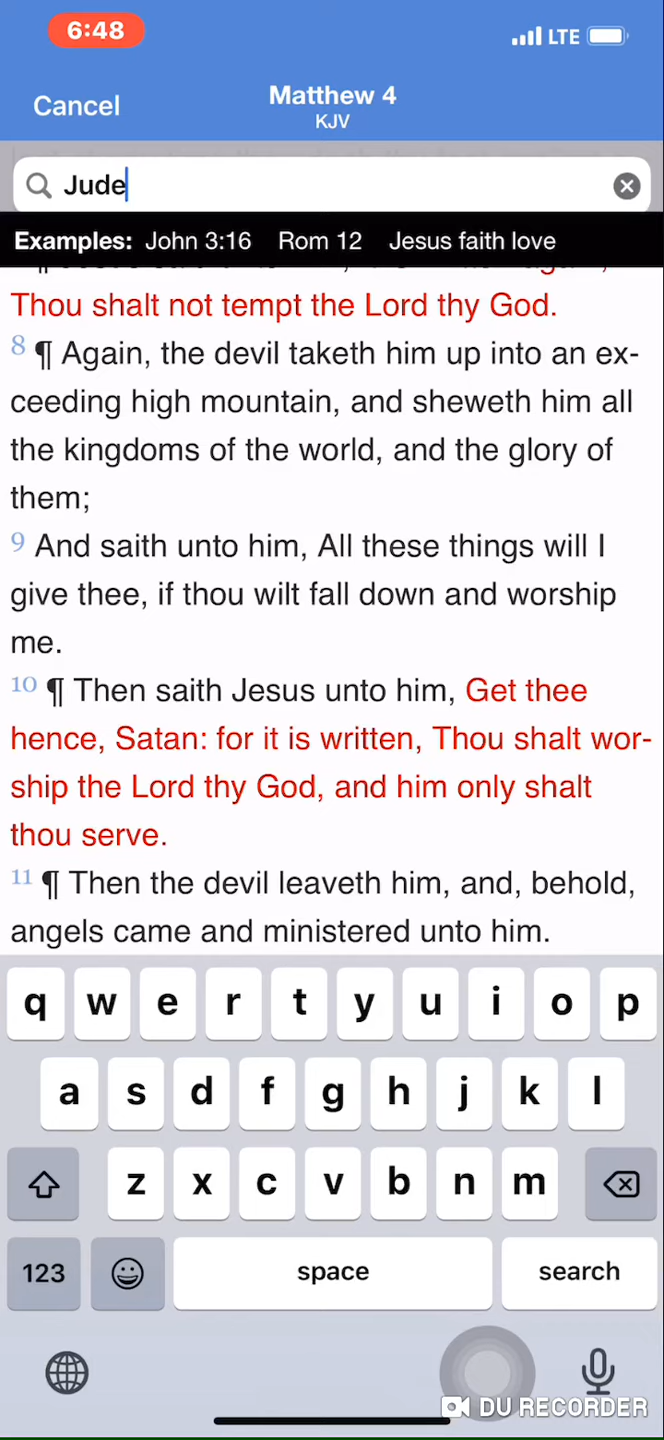 6:48
LTE
Cancel
Matthew 4
KJV
Jude
Examples: John 3:16 Rom 12 Jesus faith love
Thou shalt not tempt the Lord thy God.
8 ¶ Again, the devil taketh him up into an ex-
ceeding high mountain, and sheweth him all
the kingdoms of the world, and the glory of
them;
9 And saith unto him, All these things will I
give thee, if thou wilt fall down and worship
me.
10 ¶ Then saith Jesus unto him, Get thee
hence, Satan: for it is written, Thou shalt wor-
ship the Lord thy God, and him only shalt
thou serve.
11 ¶ Then the devil leaveth him, and, behold,
angels came and ministered unto him.
q w e r t y u i o p
a s d f g h j k l
z x c v b n m
123 space search
DU RECORDER